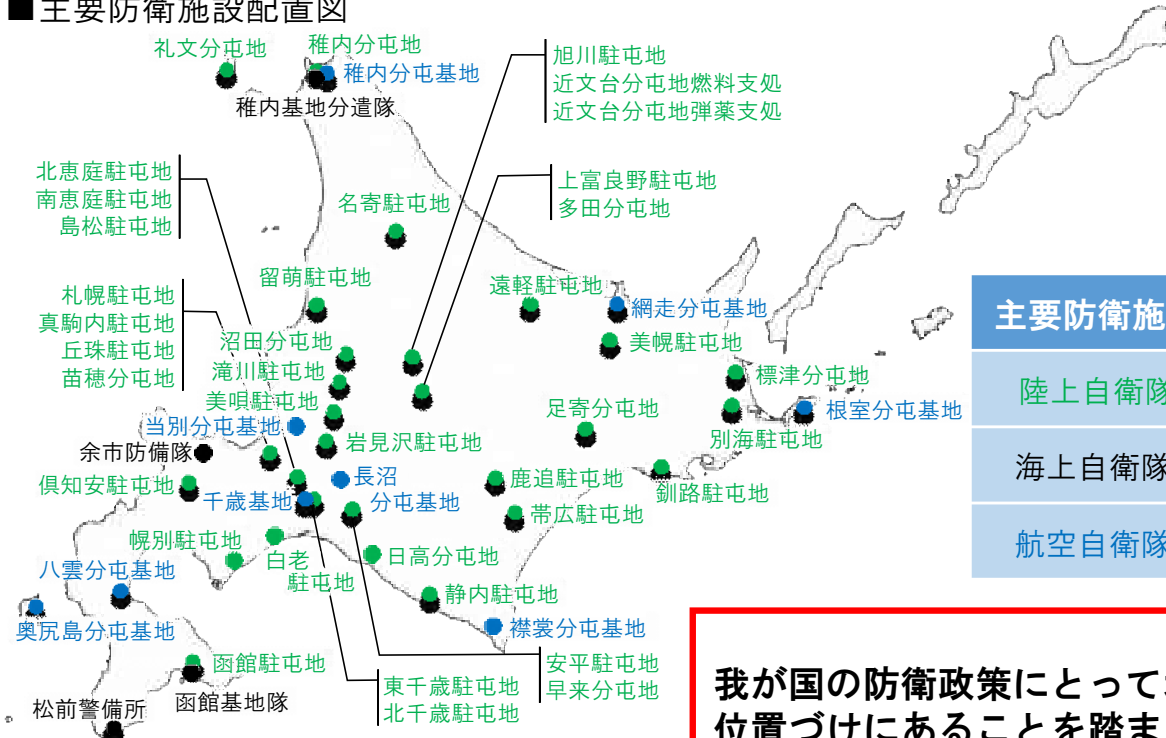 ■主要防衛施設配置図
礼文分屯地
稚内分屯地
稚内分屯基地
稚内基地分遣隊
旭川駐屯地
近文台分屯地燃料支処
近文台分屯地弾薬支処
北恵庭駐屯地
南恵庭駐屯地
島松駐屯地
上富良野駐屯地
多田分屯地
名寄駐屯地
留萌駐屯地
遠軽駐屯地
網走分屯基地
札幌駐屯地
真駒内駐屯地
丘珠駐屯地
苗穂分屯地
沼田分屯地
滝川駐屯地
美唄駐屯地
美幌駐屯地
標津分屯地
根室分屯基地
別海駐屯地
足寄分屯地
当別分屯基地
余市防備隊
岩見沢駐屯地
倶知安駐屯地
千歳基地
長沼
分屯基地
鹿追駐屯地
釧路駐屯地
帯広駐屯地
幌別駐屯地
白老
駐屯地
日高分屯地
八雲分屯基地
静内駐屯地
奥尻島分屯基地
襟裳分屯基地
函館駐屯地
函館基地隊
松前警備所
東千歳駐屯地
北千歳駐屯地
安平駐屯地
早来分屯地
主要防衛施
陸上自衛隊
海上自衛隊
航空自衛隊
我が国の防衛政策にとって
位置づけにあることを踏ま